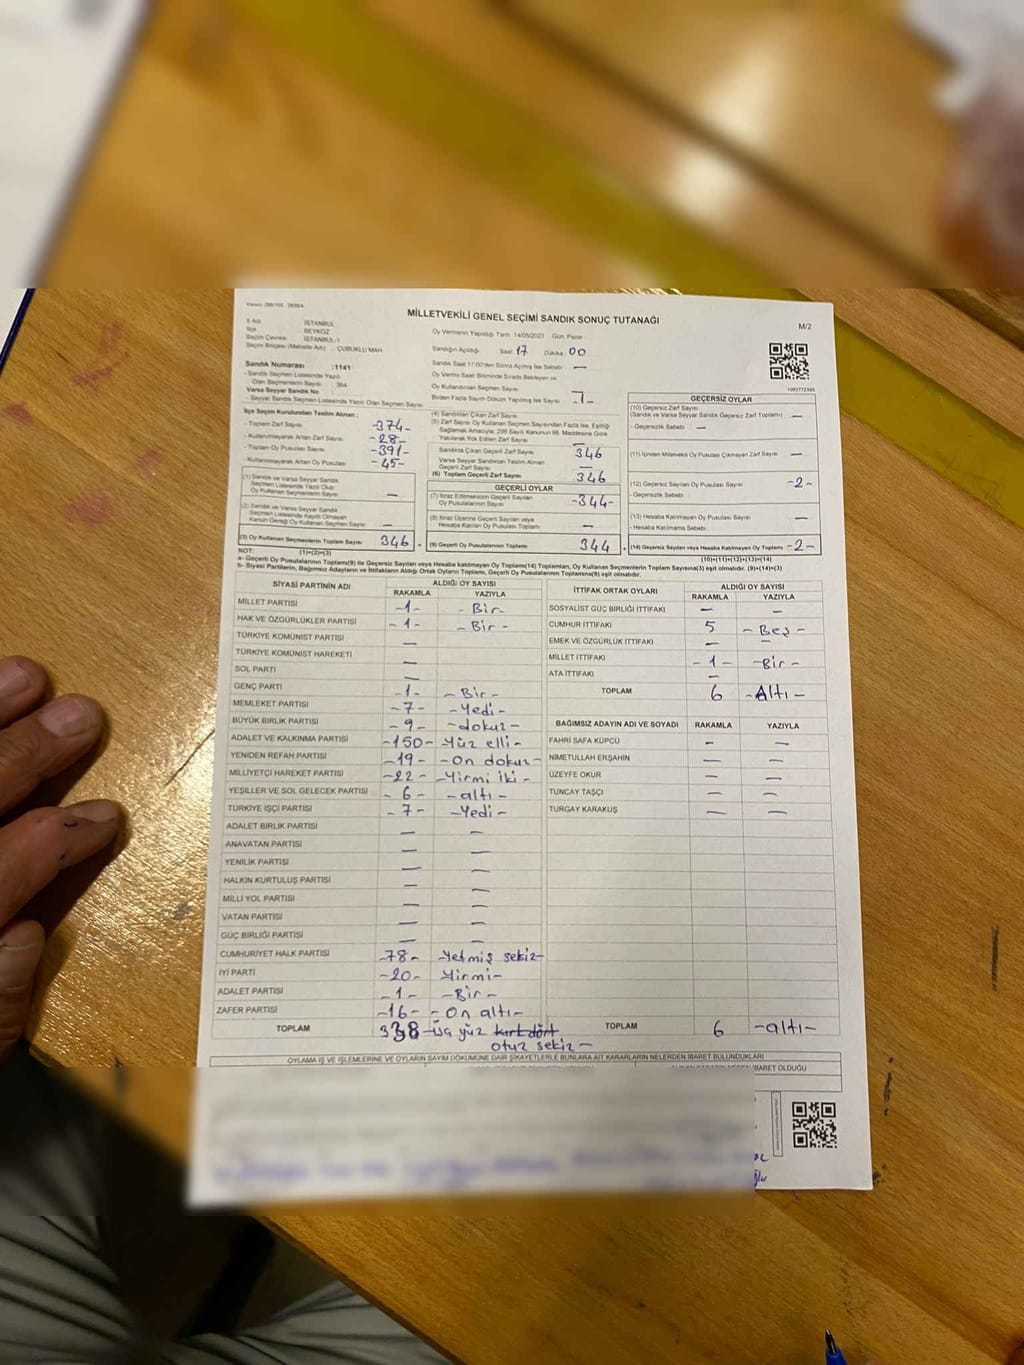 MİLLETVEKİLİ GENEL SEÇİMİ SANDIK SONUÇ TUTANAĞI
M/2
İl Adı : İSTANBUL
İlçe : BEYKOZ
Seçim Çevresi : İSTANBUL-1
Seçim Bölgesi (Mahalle Adı) : ÇUBUKLU MAH
Oy Vermenin Yapıldığı Tarih 14/05/2023 Gün Pazar
Sandığın Açıldığı Saat 17 Dakika 00
Sandık Saat 17:00'den Sonra Açılmış İse Sebebi —
Oy Verme Saati Bitiminde Sırada Bekleyen ve
Oy Kullandırılan Seçmen Sayısı
Birden Fazla Sayım Döküm Yapılmış İse Sayısı
Sandık Numarası :1141
- Sandık Seçmen Listesinde Yazılı
Olan Seçmenlerin Sayısı : 364
Varsa Seyyar Sandık No :
- Seyyar Sandık Seçmen Listesinde Yazılı Olan Seçmen Sayısı
İlçe Seçim Kurulundan Teslim Alınan ;
- Toplam Zarf Sayısı -374-
- Kullanılmayarak Artan Zarf Sayısı -28-
- Toplam Oy Pusulası Sayısı -391-
- Kullanılmayarak Artan Oy Pusulası -45-
(1) Sandık ve Varsa Seyyar Sandık
Seçmen Listesinde Yazılı Olup
Oy Kullanan Seçmenlerin Sayısı —
(2) Sandık ve Varsa Seyyar Sandık
Seçmen Listesinde Kayıtlı Olmayan
Kanun Gereği Oy Kullanan Seçmen Sayısı —
(3) Oy Kullanan Seçmenlerin Toplam Sayısı 346
(1)+(2)=(3)
(4) Sandıktan Çıkan Zarf Sayısı
(5) Zarf Sayısı Oy Kullanan Seçmen Sayısından Fazla İse, Eşitliği
Sağlamak Amacıyla, 298 Sayılı Kanunun 98. Maddesine Göre
Yakılarak Yok Edilen Zarf Sayısı
Sandıkta Çıkan Geçerli Zarf Sayısı 346
Varsa Seyyar Sandıktan Teslim Alınan
Geçerli Zarf Sayısı —
(6) Toplam Geçerli Zarf Sayısı 346
GEÇERLİ OYLAR
(7) İtiraz Edilmeksizin Geçerli Sayılan
Oy Pusulalarının Sayısı -344-
(8) İtiraz Üzerine Geçerli Sayılan veya
Hesaba Katılan Oy Pusulası Toplamı —
(9) Geçerli Oy Pusulalarının Toplamı 344
GEÇERSİZ OYLAR
(10) Geçersiz Zarf Sayısı
(Sandık ve Varsa Seyyar Sandık Geçersiz Zarf Toplamı) —
- Geçersizlik Sebebi —
(11) İçinden Milletvekili Oy Pusulası Çıkmayan Zarf Sayısı —
(12) Geçersiz Sayılan Oy Pusulası Sayısı -2-
- Geçersizlik Sebebi
(13) Hesaba Katılmayan Oy Pusulası Sayısı —
- Hesaba Katılmama Sebebi
(14) Geçersiz Sayılan veya Hesaba Katılmayan Oy Toplamı -2-
(10)+(11)+(12)+(13)=(14)
NOT:
a- Geçerli Oy Pusulalarının Toplamı(9) ile Geçersiz Sayılan veya Hesaba katılmayan Oy Pusulası Toplamı(14) Toplamları, Oy Kullanan Seçmenlerin Toplam Sayısına(3) eşit olmalıdır. (9)+(14)=(3)
b- Siyasi Partilerin, Bağımsız Adayların ve İttifakların Aldığı Ortak Oyların Toplamı, Geçerli Oy Pusulalarının Toplamına(9) eşit olmalıdır.
SİYASİ PARTİNİN ADI ALDIĞI OY SAYISI
RAKAMLA YAZIYLA
MİLLET PARTİSİ -1- -Bir-
HAK VE ÖZGÜRLÜKLER PARTİSİ -1- -Bir-
TÜRKİYE KOMÜNİST PARTİSİ —
TÜRKİYE KOMÜNİST HAREKETİ —
SOL PARTİ —
GENÇ PARTİ -1- -Bir-
MEMLEKET PARTİSİ -7- -Yedi-
BÜYÜK BİRLİK PARTİSİ -9- -dokuz-
ADALET VE KALKINMA PARTİSİ -150- -Yüz elli-
YENİDEN REFAH PARTİSİ -19- -On dokuz-
MİLLİYETÇİ HAREKET PARTİSİ -22- -Yirmi iki-
YEŞİLLER VE SOL GELECEK PARTİSİ -6- -altı-
TÜRKİYE İŞÇİ PARTİSİ -7- -Yedi-
ADALET BİRLİK PARTİSİ — —
ANAVATAN PARTİSİ — —
YENİLİK PARTİSİ — —
HALKIN KURTULUŞ PARTİSİ — —
MİLLİ YOL PARTİSİ — —
VATAN PARTİSİ — —
GÜÇ BİRLİĞİ PARTİSİ — —
CUMHURİYET HALK PARTİSİ -78- -Yetmiş sekiz-
İYİ PARTİ -20- -Yirmi-
ADALET PARTİSİ -1- -Bir-
ZAFER PARTİSİ -16- -On altı-
TOPLAM 338 -üç yüz kırk dört
otuz sekiz-
İTTİFAK ORTAK OYLARI ALDIĞI OY SAYISI
RAKAMLA YAZIYLA
SOSYALİST GÜÇ BİRLİĞİ İTTİFAKI — —
CUMHUR İTTİFAKI 5 -Beş-
EMEK VE ÖZGÜRLÜK İTTİFAKI — —
MİLLET İTTİFAKI -1- -Bir-
ATA İTTİFAKI —
TOPLAM 6 -Altı-
BAĞIMSIZ ADAYIN ADI VE SOYADI RAKAMLA YAZIYLA
FAHRİ SAFA KÜPCÜ — —
NİMETULLAH ERŞAHİN — —
ÜZEYFE OKUR — —
TUNCAY TAŞÇI — —
TURGAY KARAKUŞ — —
TOPLAM 6 -altı-
OYLAMA İŞ VE İŞLEMLERİNE VE OYLARIN SAYIM DÖKÜMÜNE DAİR ŞİKAYETLERLE BUNLARA AİT KARARLARIN NELERDEN İBARET BULUNDUKLARI
İBARET OLDUĞU